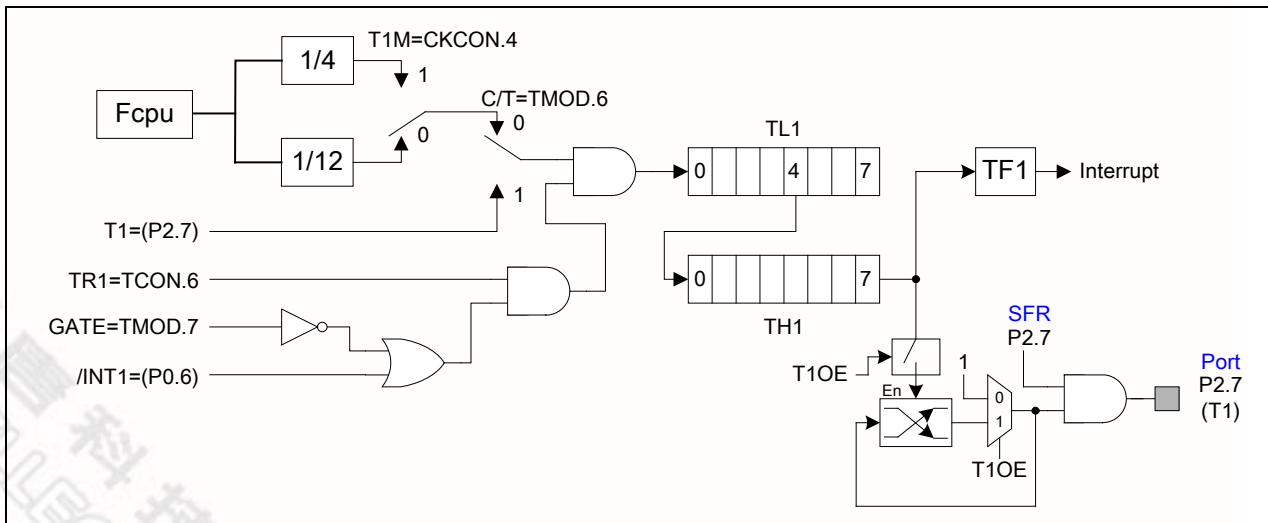 T1M=CKCON.4
1/4
1
C/T=TMOD.6
Fcpu
0
0
TL1
1/12
0 4 7
TF1
Interrupt
1
T1=(P2.7)
TR1=TCON.6
0 7
GATE=TMOD.7
TH1
SFR
P2.7
Port
P2.7
(T1)
/INT1=(P0.6)
T1OE
1
En
0
1
T1OE